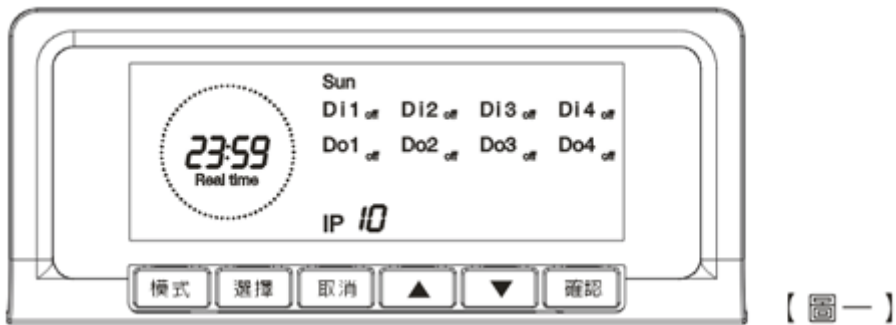 Sun
Di1 off Di2 off Di3 off Di4 off
23:59
Real time
Do1 off Do2 off Do3 off Do4 off
IP 10
模式 選擇 取消 ▲ ▼ 確認
【圖一】